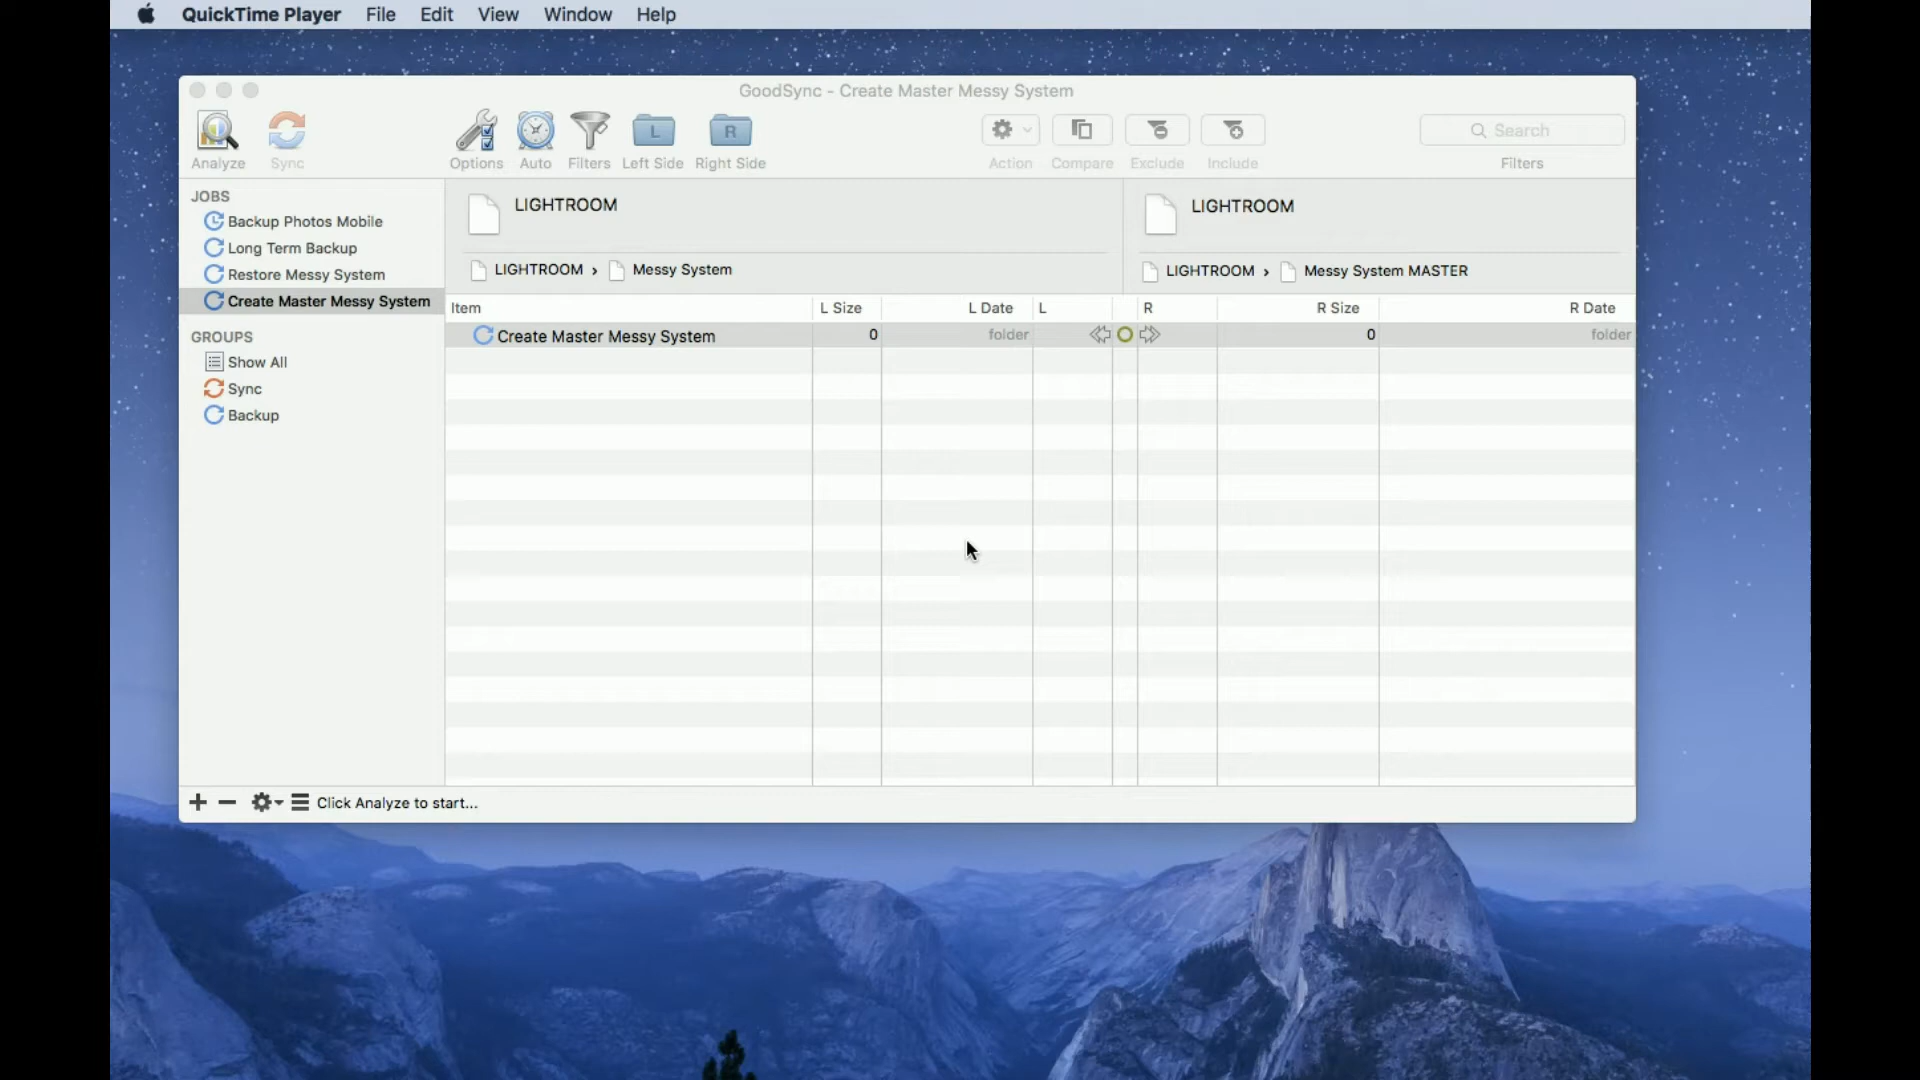 QuickTime Player File Edit View Window Help
GoodSync - Create Master Messy System
Analyze Sync Options Auto Filters L Left Side R Right Side Action Compare Exclude Include Search Filters
JOBS
Backup Photos Mobile
Long Term Backup
Restore Messy System
Create Master Messy System
GROUPS
Show All
Sync
Backup
LIGHTROOM
LIGHTROOM › Messy System
LIGHTROOM
LIGHTROOM › Messy System MASTER
Item L Size L Date L R R Size R Date
Create Master Messy System 0 folder 0 folder
Click Analyze to start...